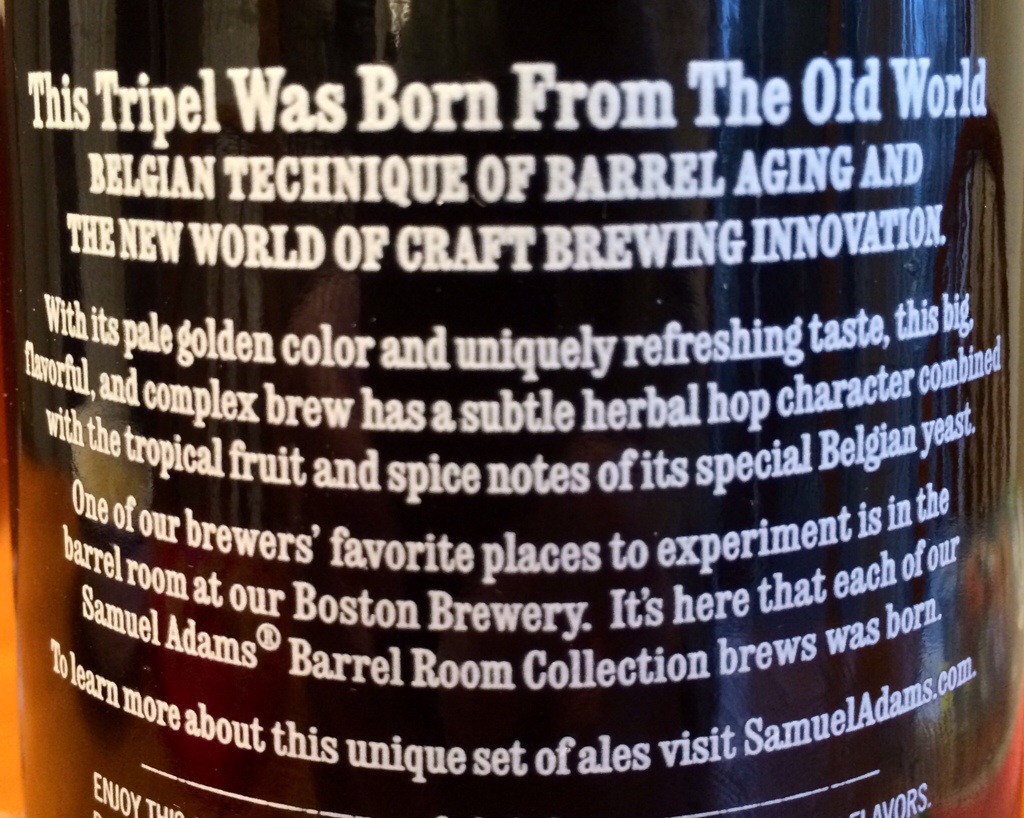 This Tripel Was Born From The Old World
BELGIAN TECHNIQUE OF BARREL AGING AND
THE NEW WORLD OF CRAFT BREWING INNOVATION.
With its pale golden color and uniquely refreshing taste, this big,
flavorful, and complex brew has a subtle herbal hop character combined
with the tropical fruit and spice notes of its special Belgian yeast.
One of our brewers' favorite places to experiment is in the
barrel room at our Boston Brewery. It's here that each of our
Samuel Adams® Barrel Room Collection brews was born.
To learn more about this unique set of ales visit SamuelAdams.com.
ENJOY THIS FLAVORS.